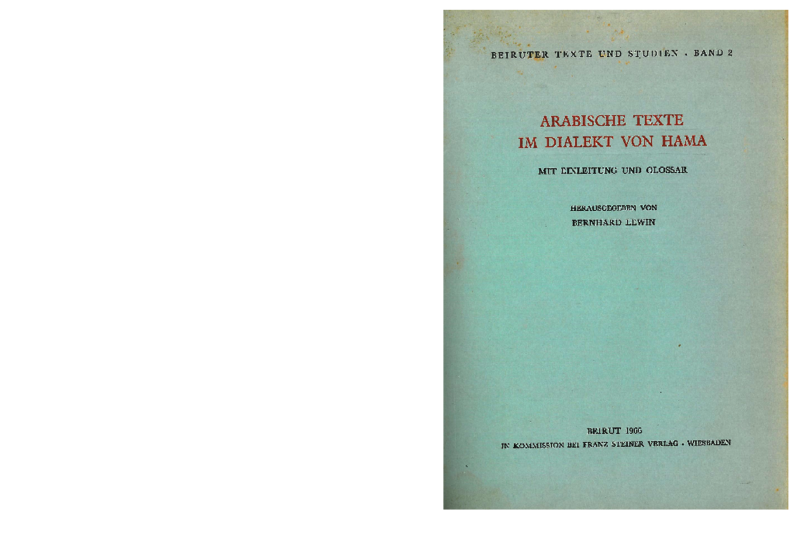 BEIRUTER TEXTE UND STUDIEN · BAND 2
ARABISCHE TEXTE
IM DIALEKT VON HAMA
MIT EINLEITUNG UND GLOSSAR
HERAUSGEGEBEN VON
BERNHARD LEWIN
BEIRUT 1966
IN KOMMISSION BEI FRANZ STEINER VERLAG · WIESBADEN